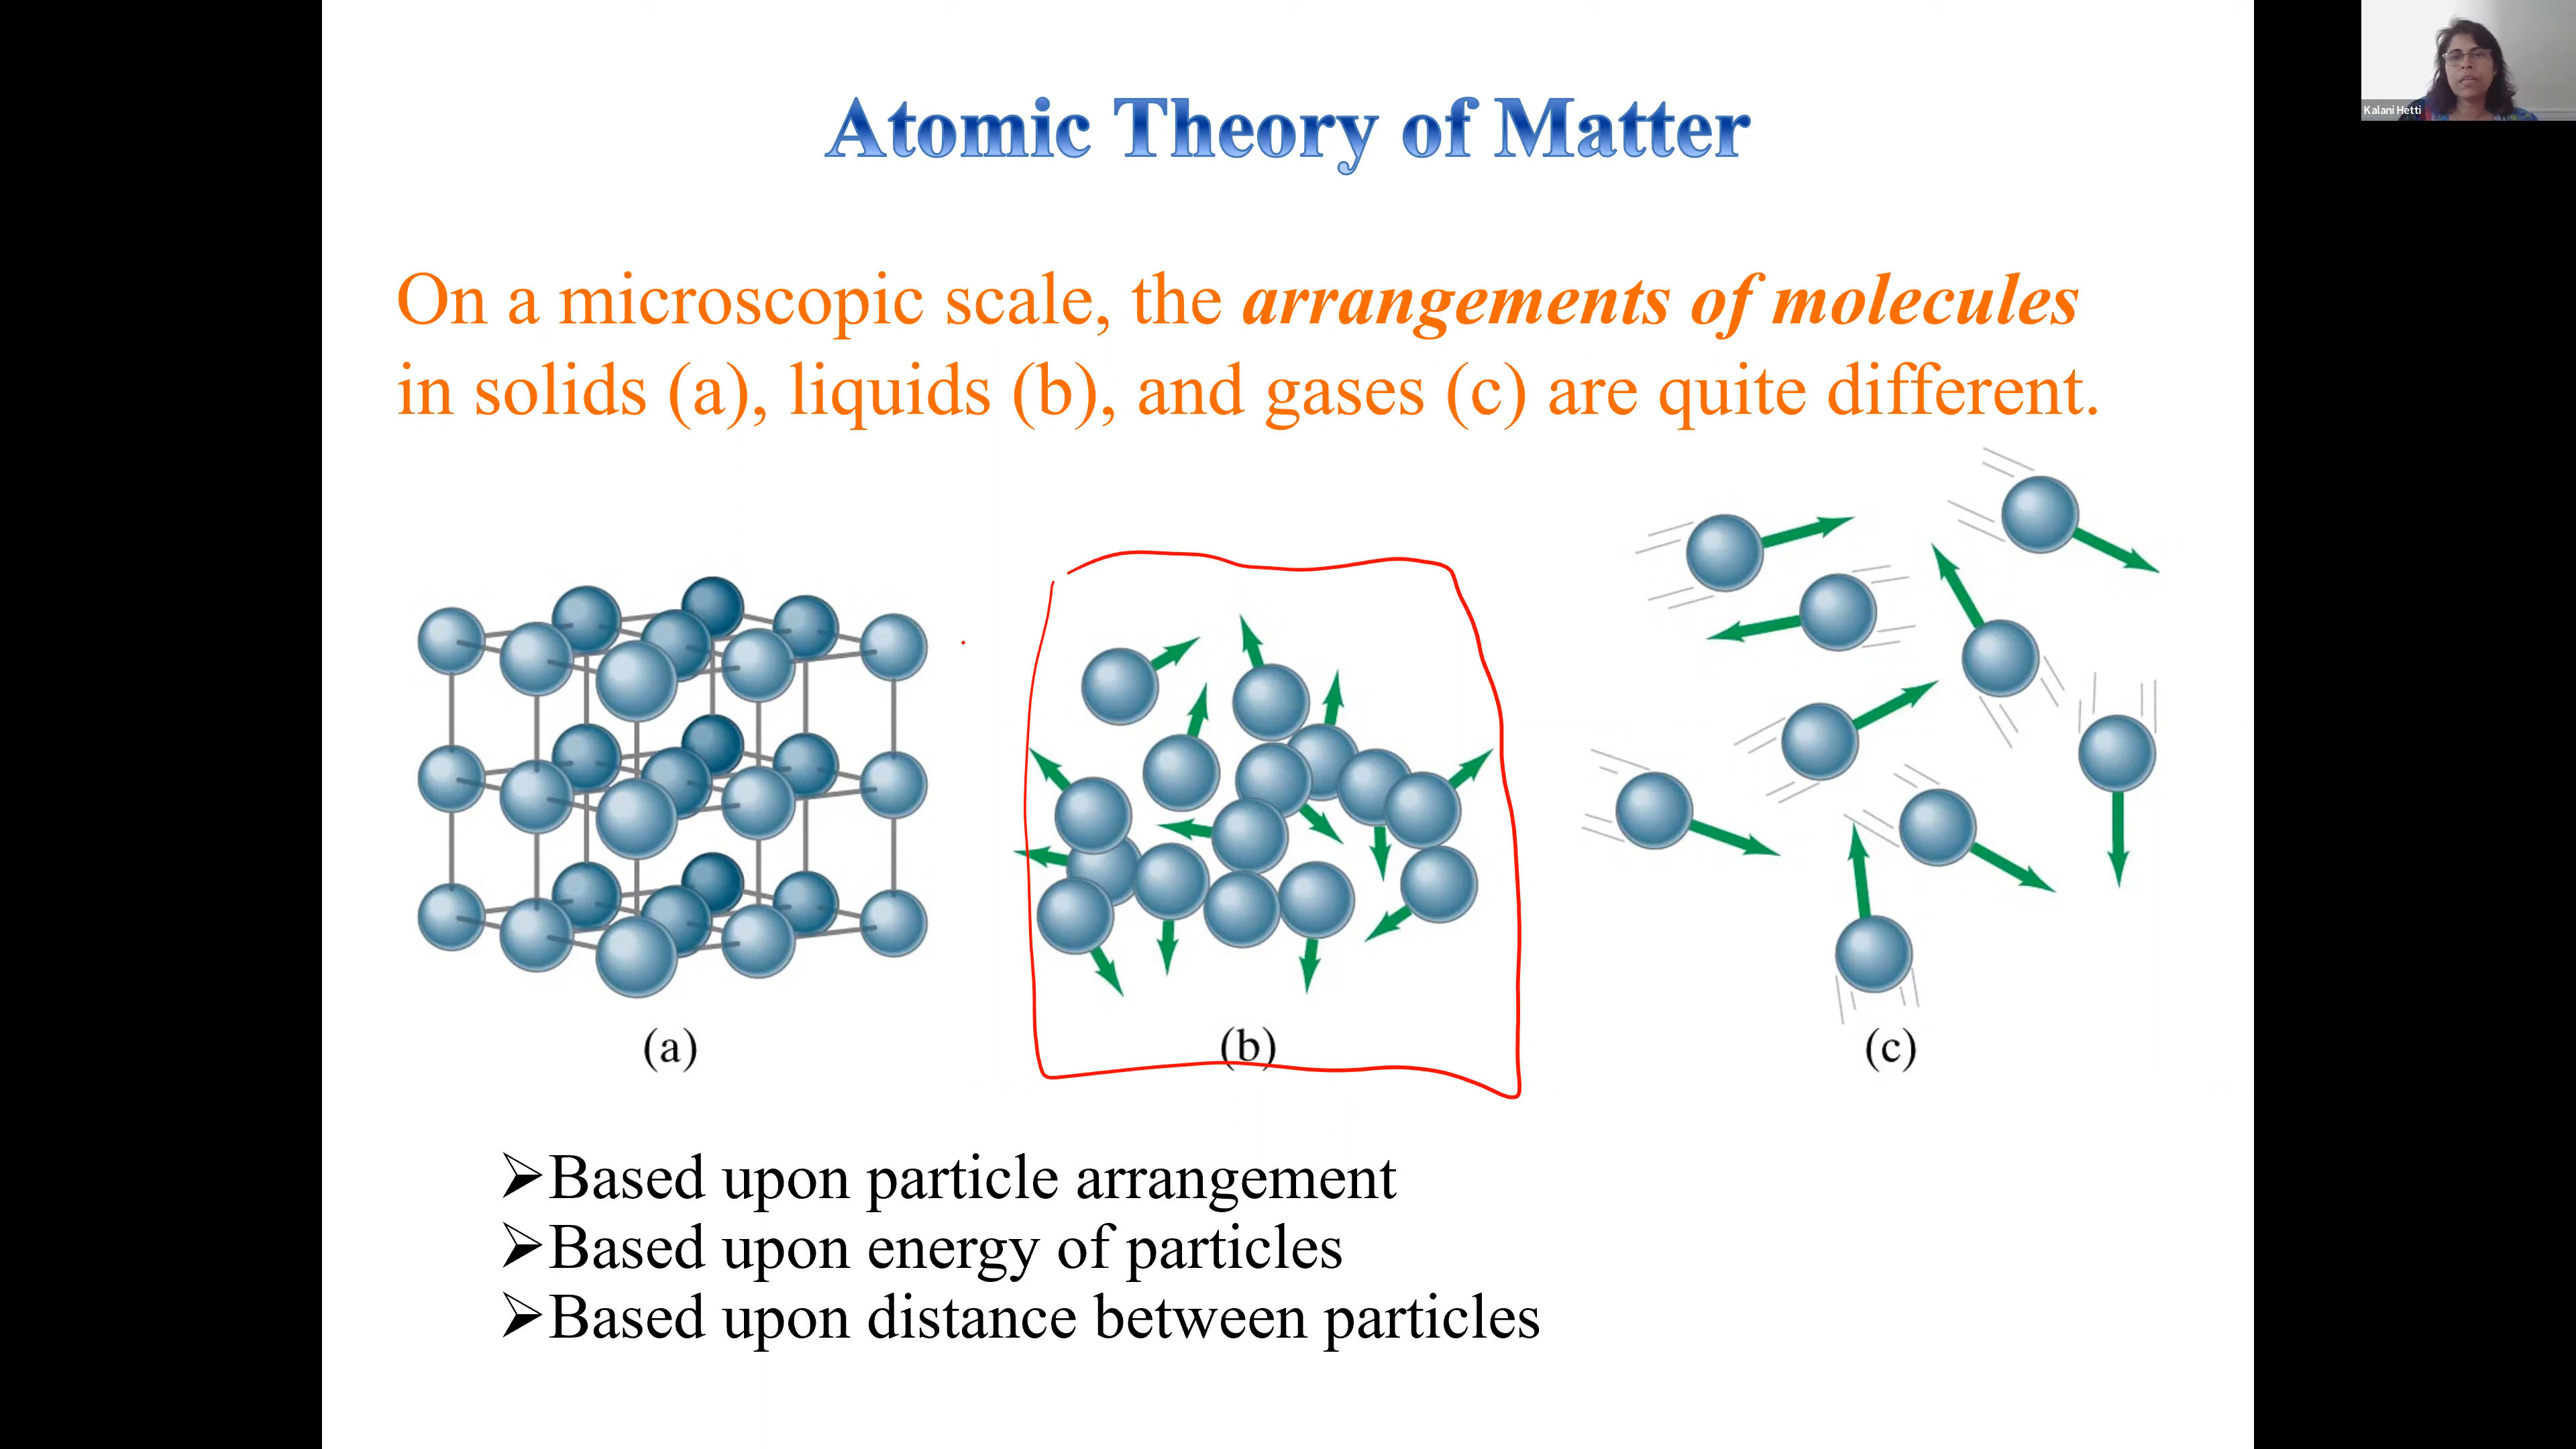 Atomic Theory of Matter
Kalani Hetti
On a microscopic scale, the arrangements of molecules
in solids (a), liquids (b), and gases (c) are quite different.
(a)
(b)
(c)
➢Based upon particle arrangement
➢Based upon energy of particles
➢Based upon distance between particles